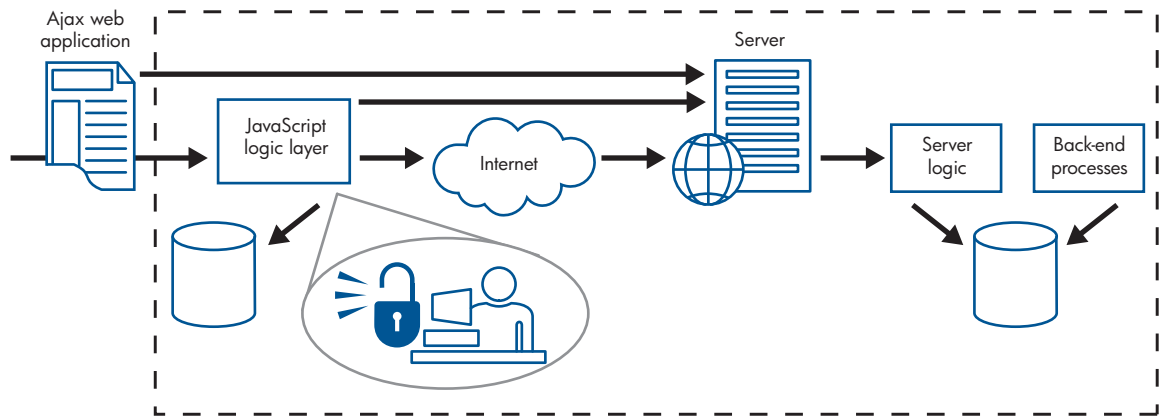 Ajax web
application
Server
JavaScript
logic layer
Internet
Server
logic
Back-end
processes